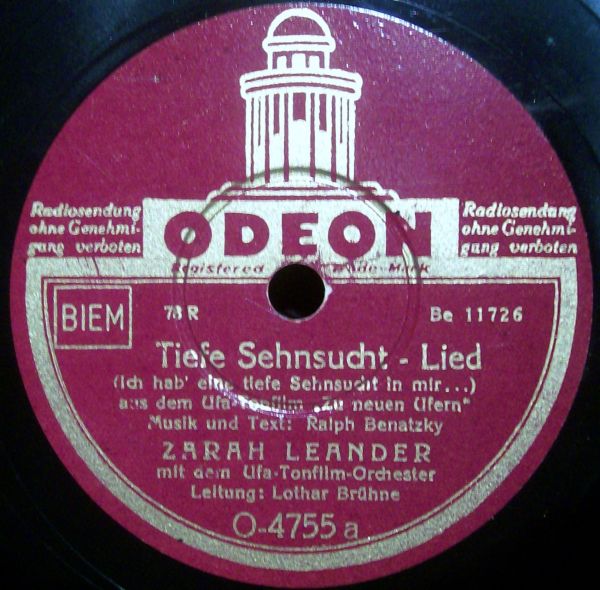 Radiosendung
ohne Genehmi-
gung verboten
ODEON
Radiosendung
ohne Genehmi-
gung verboten
Registered Trade-Mark
BIEM
78 R
Be 11726
Tiefe Sehnsucht - Lied
(Ich hab' eine tiefe Sehnsucht in mir...)
aus dem Ufa-Tonfilm „Zu neuen Ufern"
Musik und Text: Ralph Benatzky
ZARAH LEANDER
mit dem Ufa-Tonfilm-Orchester
Leitung: Lothar Brühne
O-4755 a